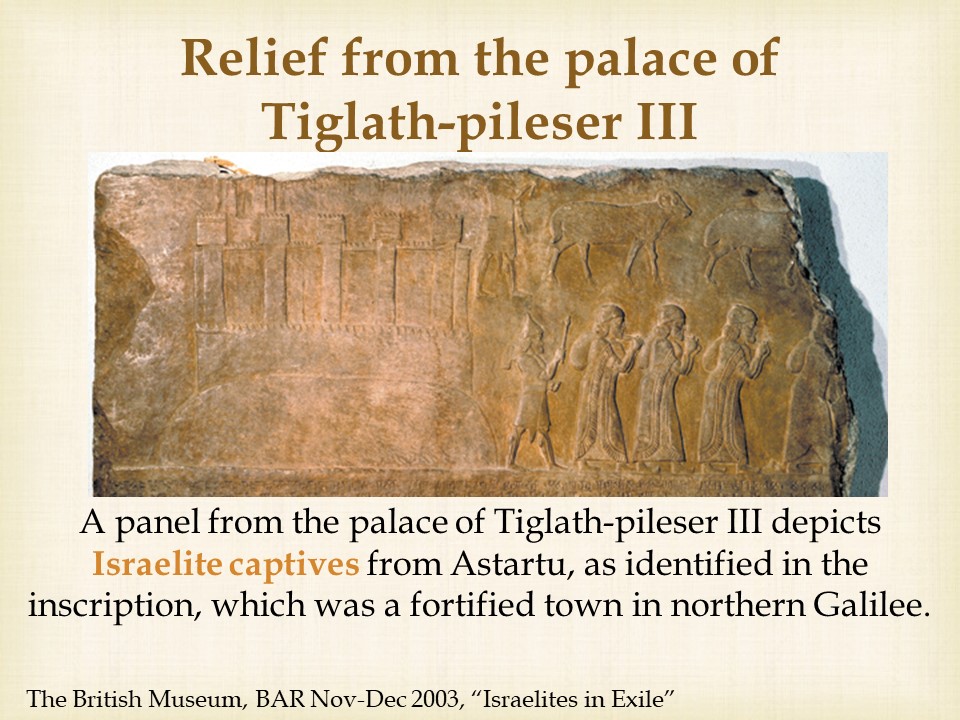 Relief from the palace of
Tiglath-pileser III
A panel from the palace of Tiglath-pileser III depicts
Israelite captives from Astartu, as identified in the
inscription, which was a fortified town in northern Galilee.
The British Museum, BAR Nov-Dec 2003, “Israelites in Exile”